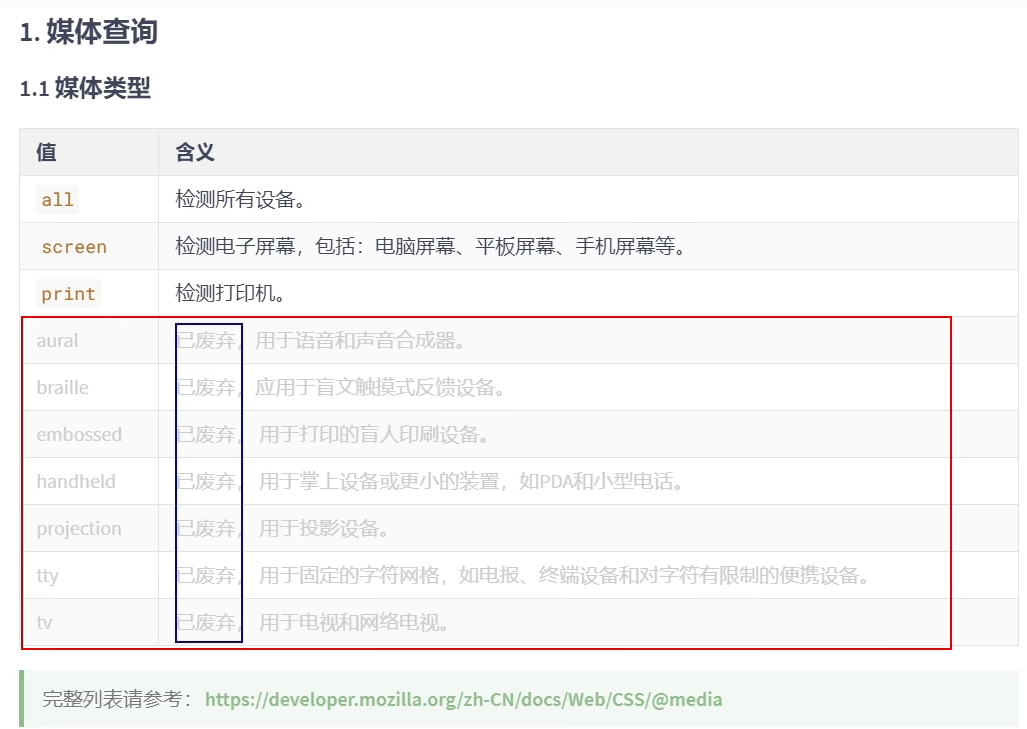 1. 媒体查询
1.1 媒体类型
值 含义
all 检测所有设备。
screen 检测电子屏幕，包括：电脑屏幕、平板屏幕、手机屏幕等。
print 检测打印机。
aural 已废弃，用于语音和声音合成器。
braille 已废弃，应用于盲文触摸式反馈设备。
embossed 已废弃，用于打印的盲人印刷设备。
handheld 已废弃，用于掌上设备或更小的装置，如PDA和小型电话。
projection 已废弃，用于投影设备。
tty 已废弃，用于固定的字符网格，如电报、终端设备和对字符有限制的便携设备。
tv 已废弃，用于电视和网络电视。
完整列表请参考： https://developer.mozilla.org/zh-CN/docs/Web/CSS/@media